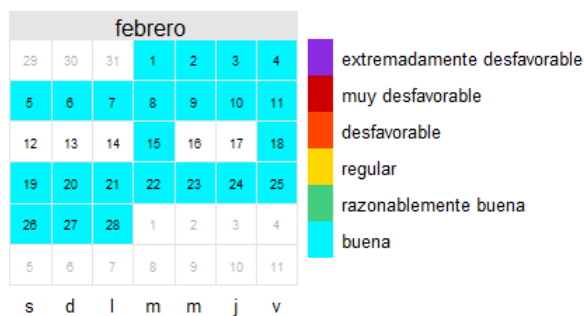 febrero
29 30 31 1 2 3 4
5 6 7 8 9 10 11
12 13 14 15 16 17 18
19 20 21 22 23 24 25
26 27 28 1 2 3 4
5 6 7 8 9 10 11
s d l m m j v
extremadamente desfavorable
muy desfavorable
desfavorable
regular
razonablemente buena
buena